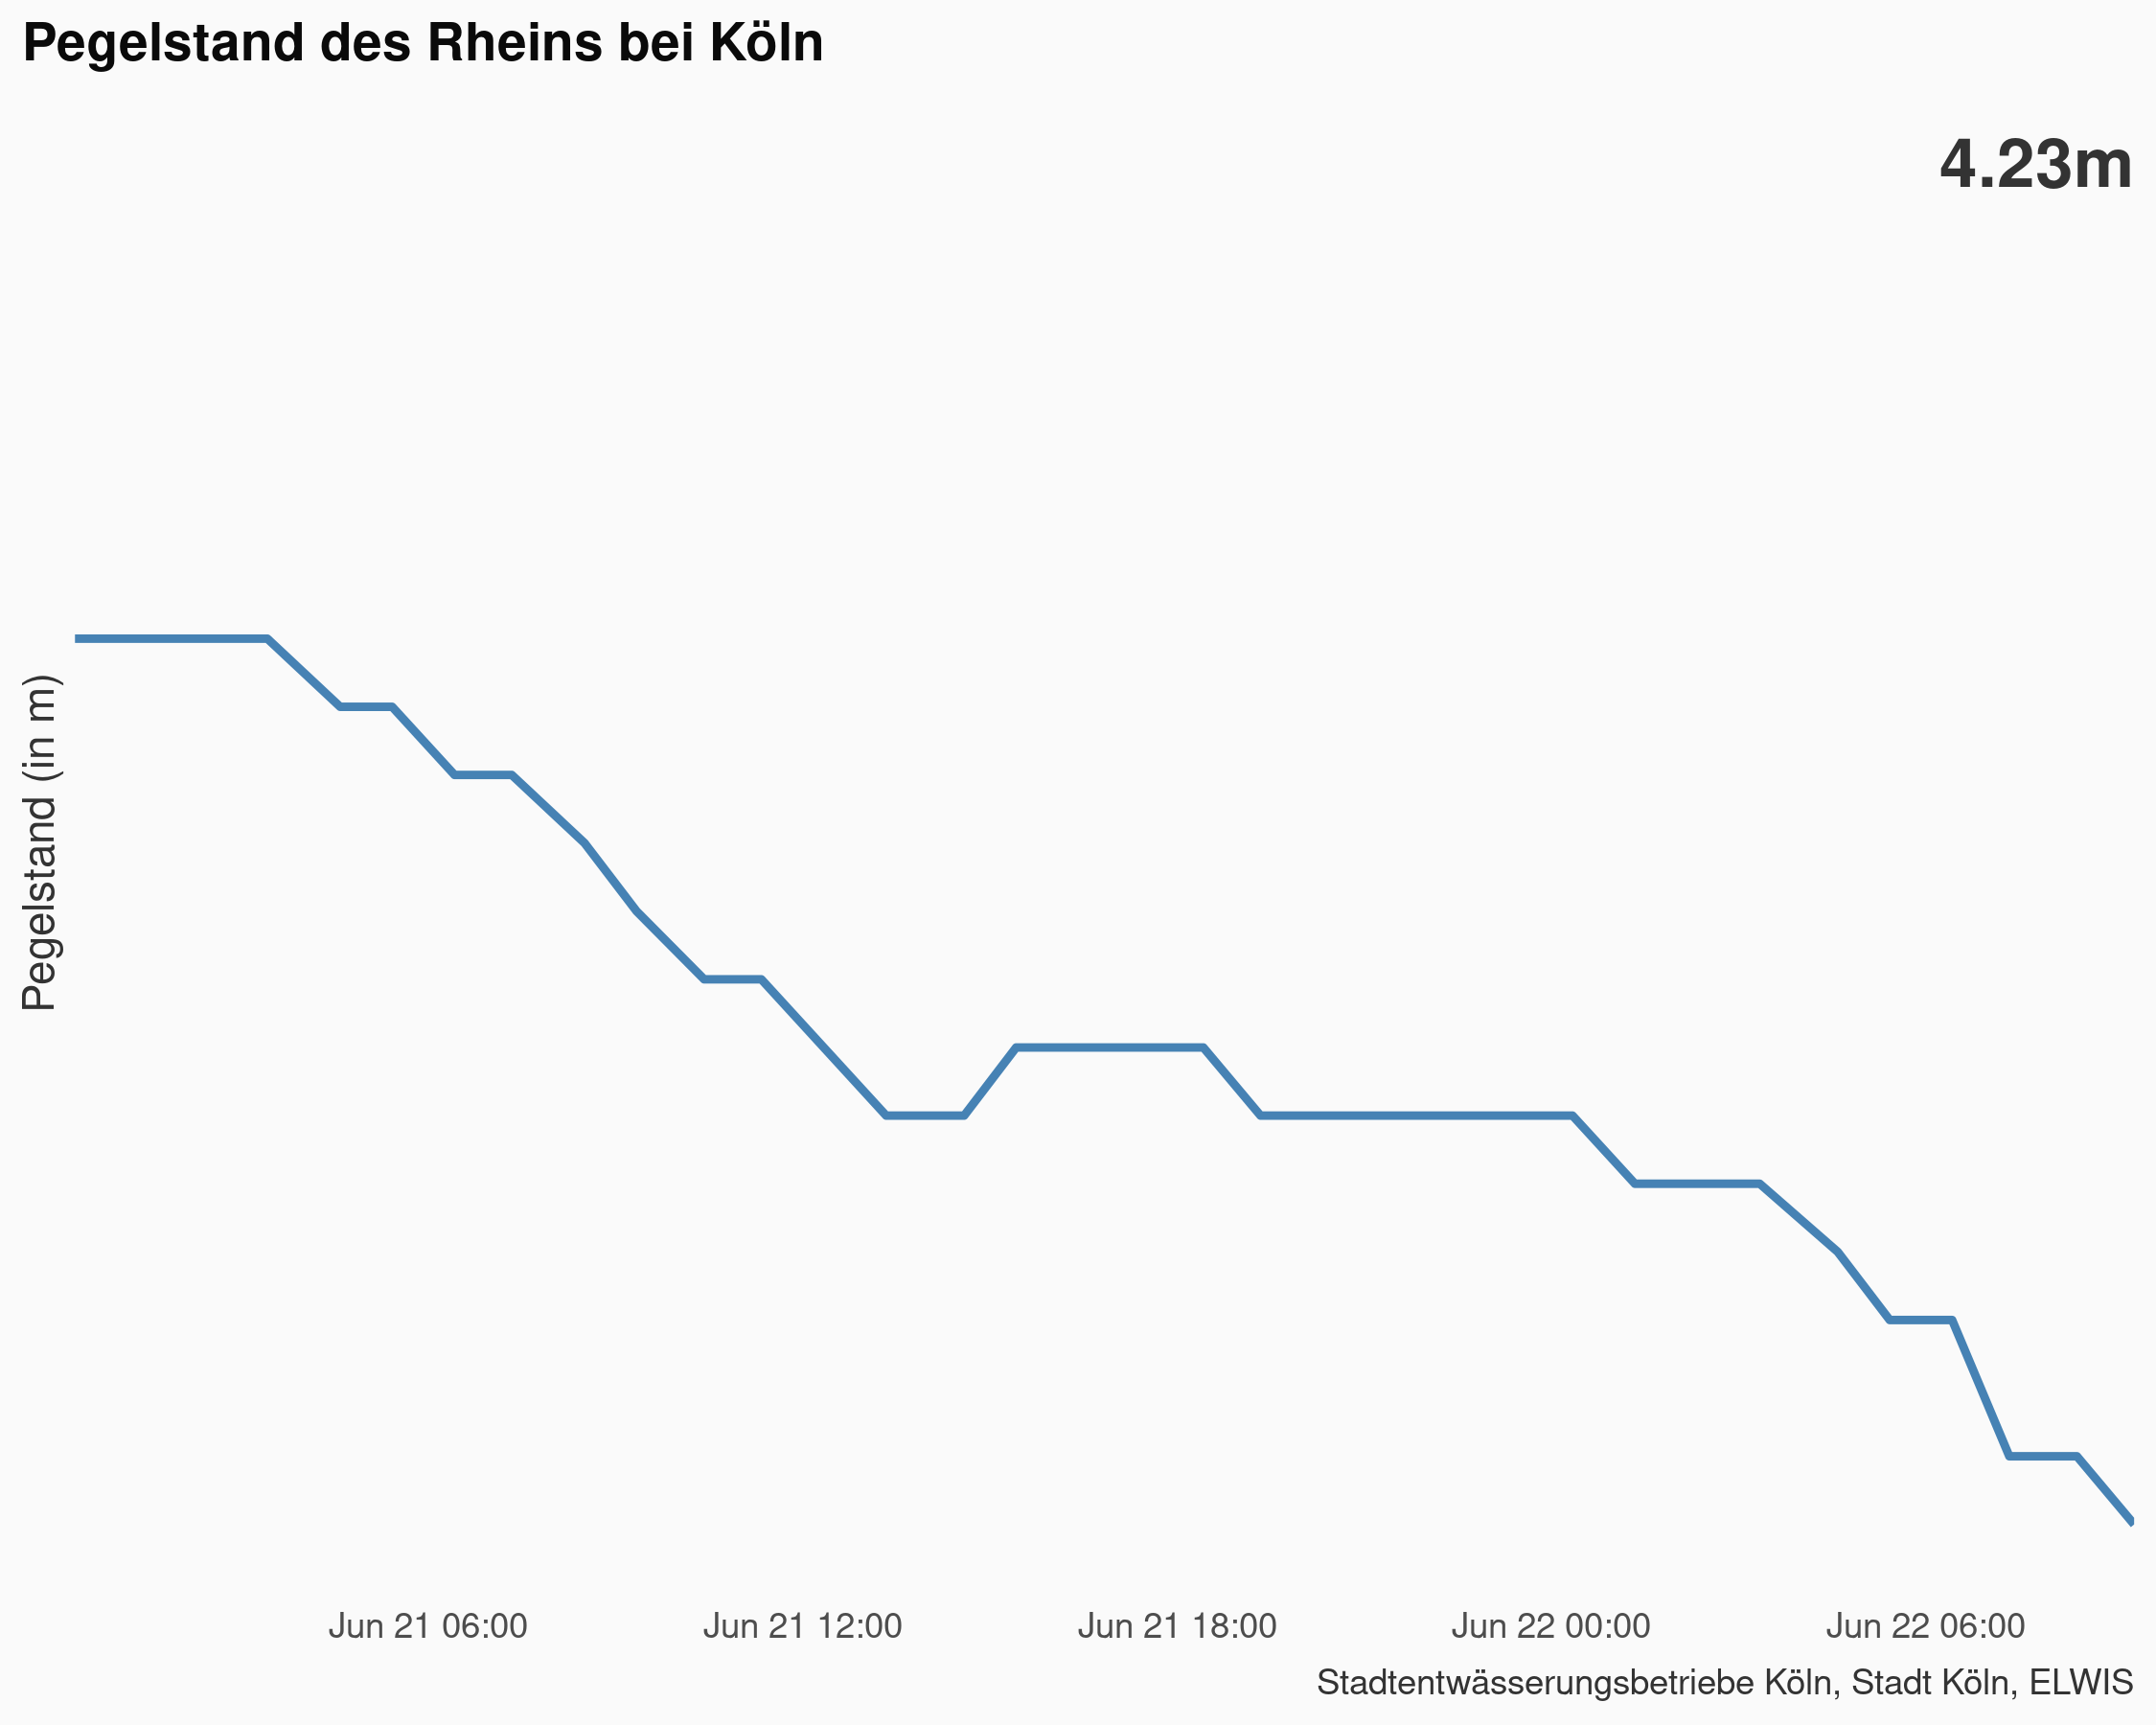 Pegelstand des Rheins bei Köln
4.23m
Pegelstand (in m)
Jun 21 06:00 Jun 21 12:00 Jun 21 18:00 Jun 22 00:00 Jun 22 06:00
Stadtentwässerungsbetriebe Köln, Stadt Köln, ELWIS